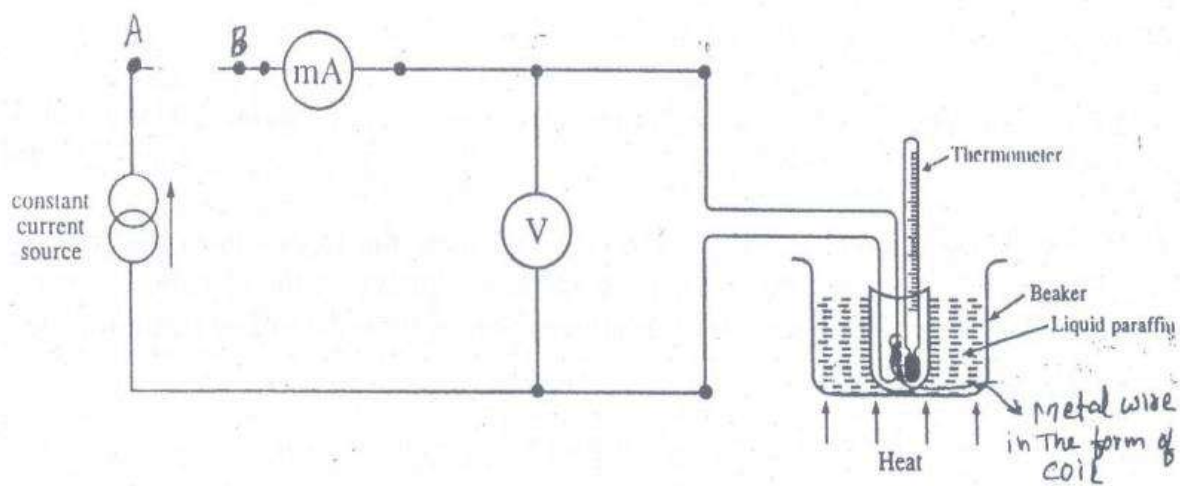 A
B
mA
Thermometer
constant
current
source
V
Beaker
Liquid paraffin
Metal wire
in The form of
COIL
Heat